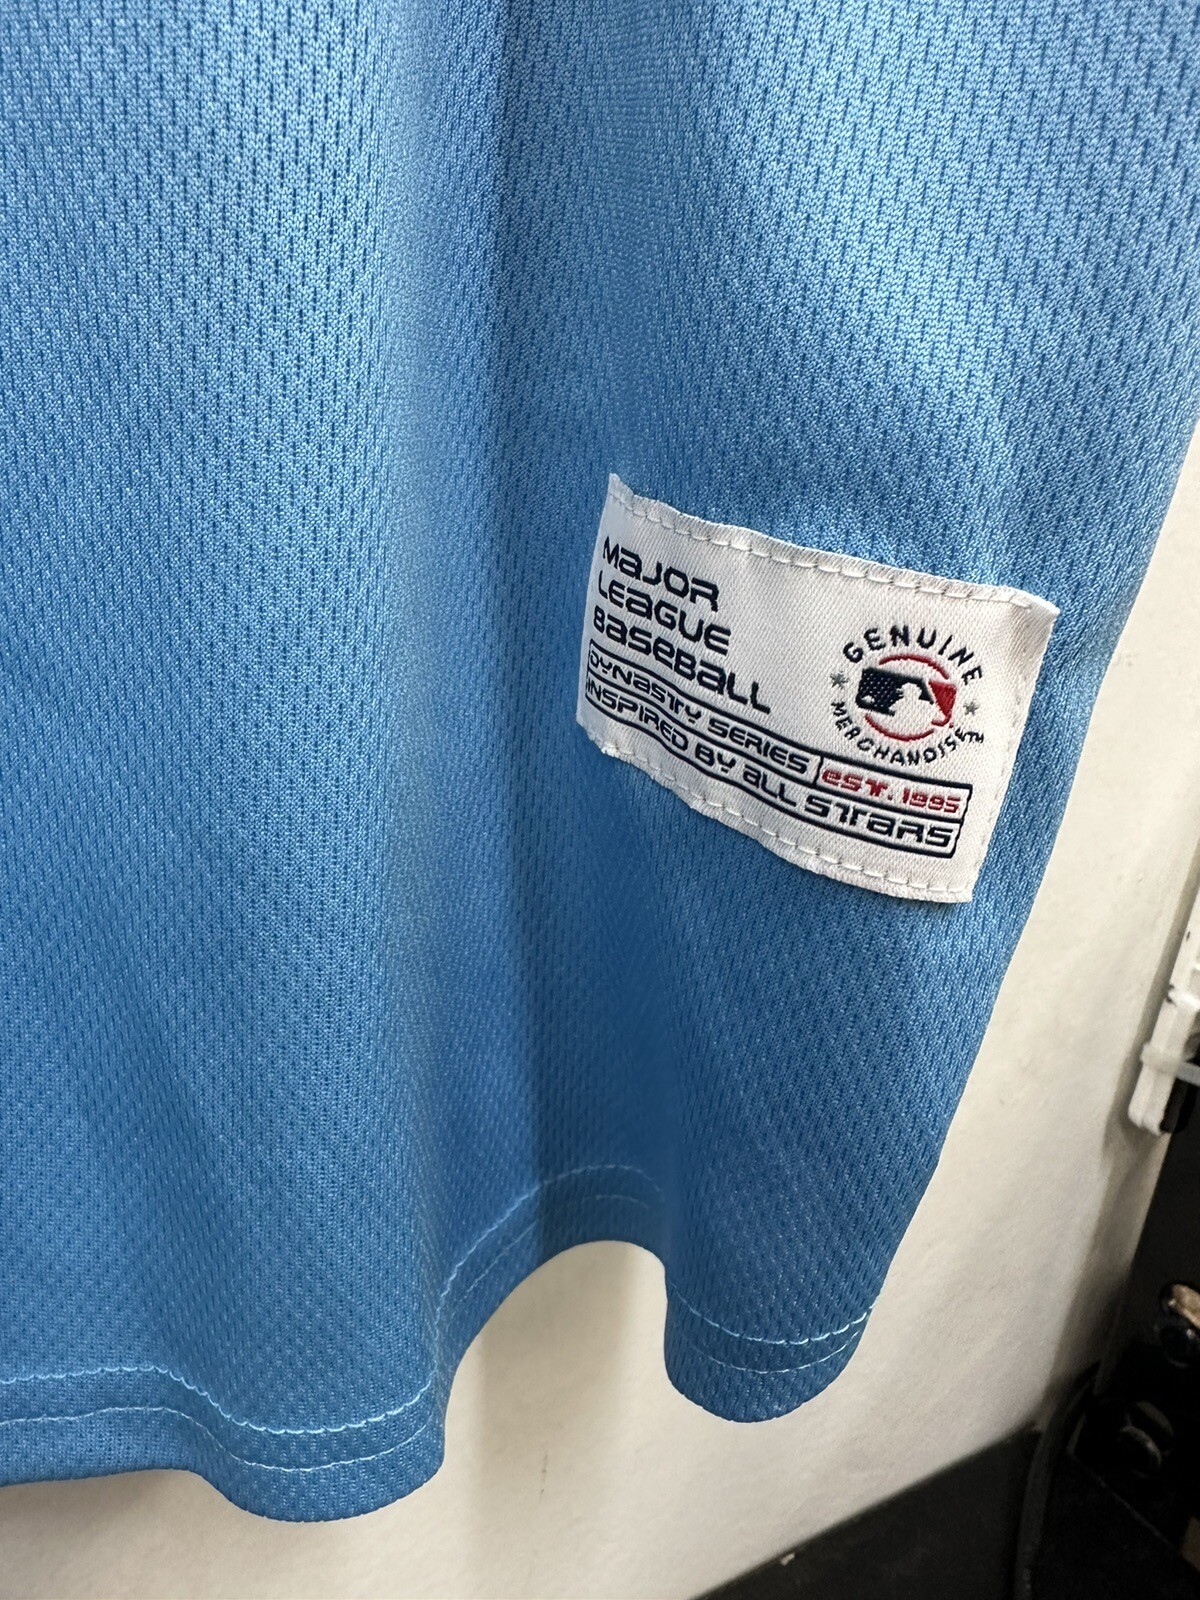 MaJOR
LeaGUE
BaseBaLL
DYNasTY SERIES
esT. 1995
INSPIRED BY aLL STaRS
GENUINE
MERCHANDISE™